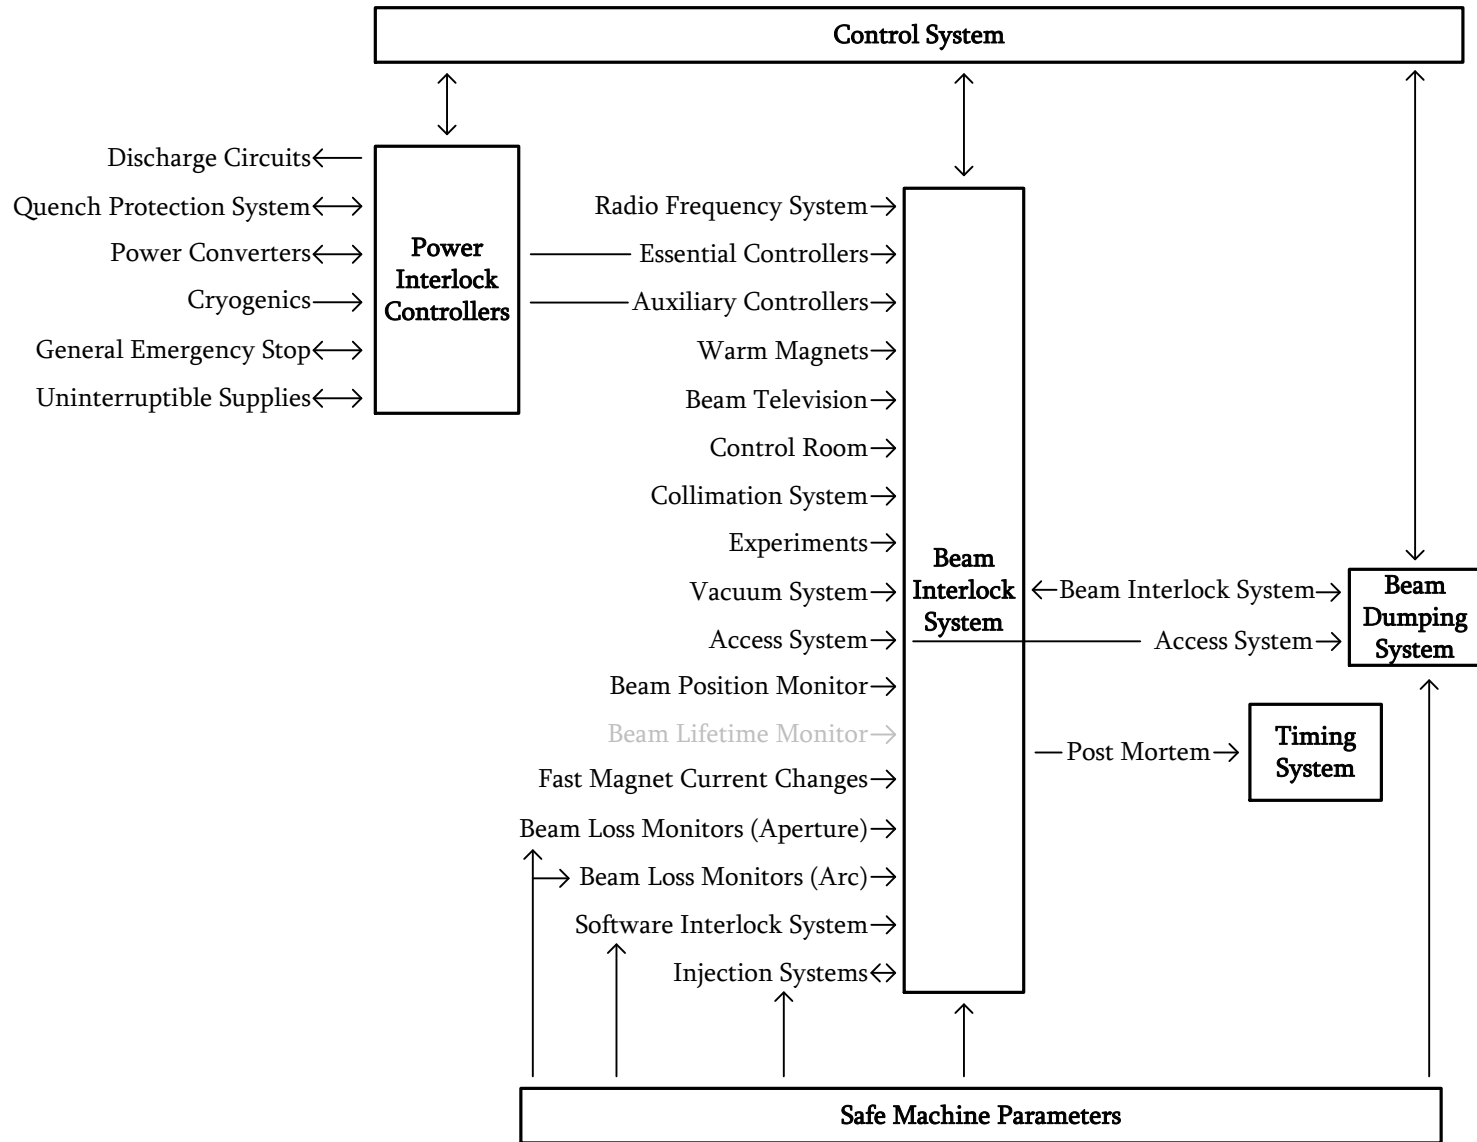 Control System
Discharge Circuits
Quench Protection System
Power Converters
Cryogenics
General Emergency Stop
Uninterruptible Supplies
Power
Interlock
Controllers
Radio Frequency System
Essential Controllers
Auxiliary Controllers
Warm Magnets
Beam Television
Control Room
Collimation System
Experiments
Vacuum System
Access System
Beam Position Monitor
Beam Lifetime Monitor
Fast Magnet Current Changes
Beam Loss Monitors (Aperture)
Beam Loss Monitors (Arc)
Software Interlock System
Injection Systems
Beam
Interlock
System
Beam Interlock System
Access System
Beam
Dumping
System
Post Mortem
Timing
System
Safe Machine Parameters